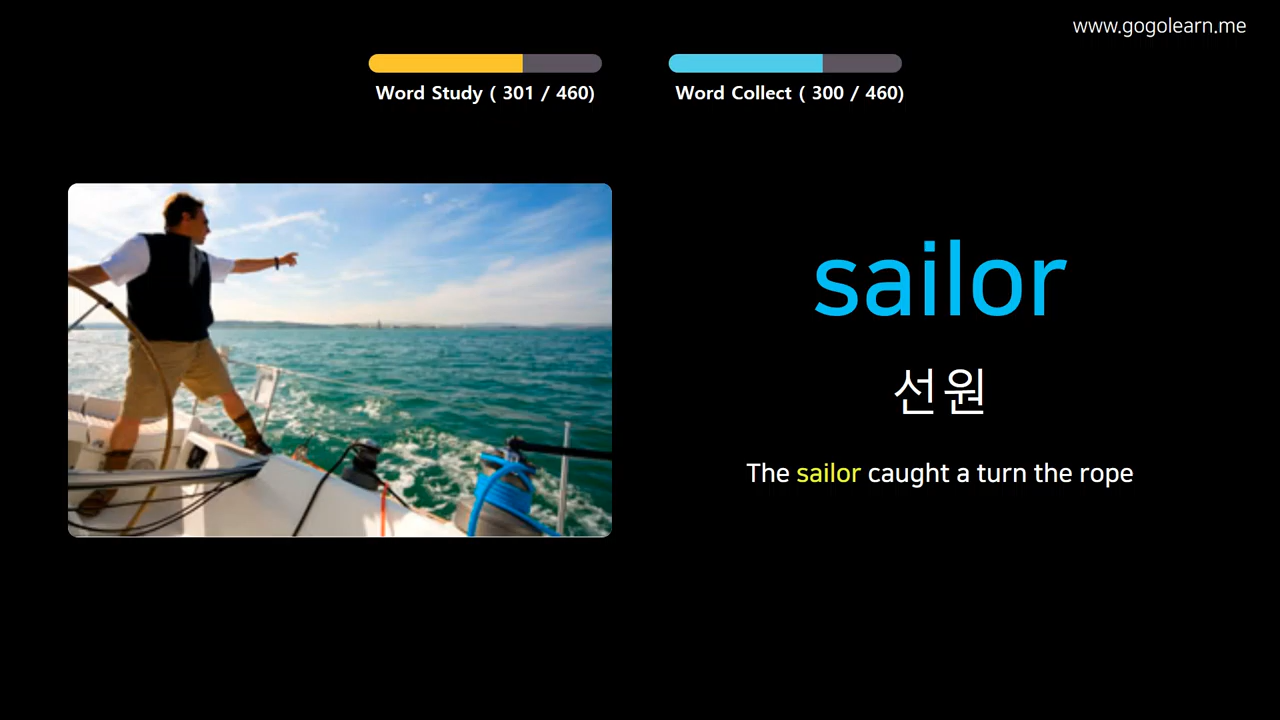 www.gogolearn.me
Word Study ( 301 / 460)
Word Collect ( 300 / 460)
sailor
선원
The sailor caught a turn the rope